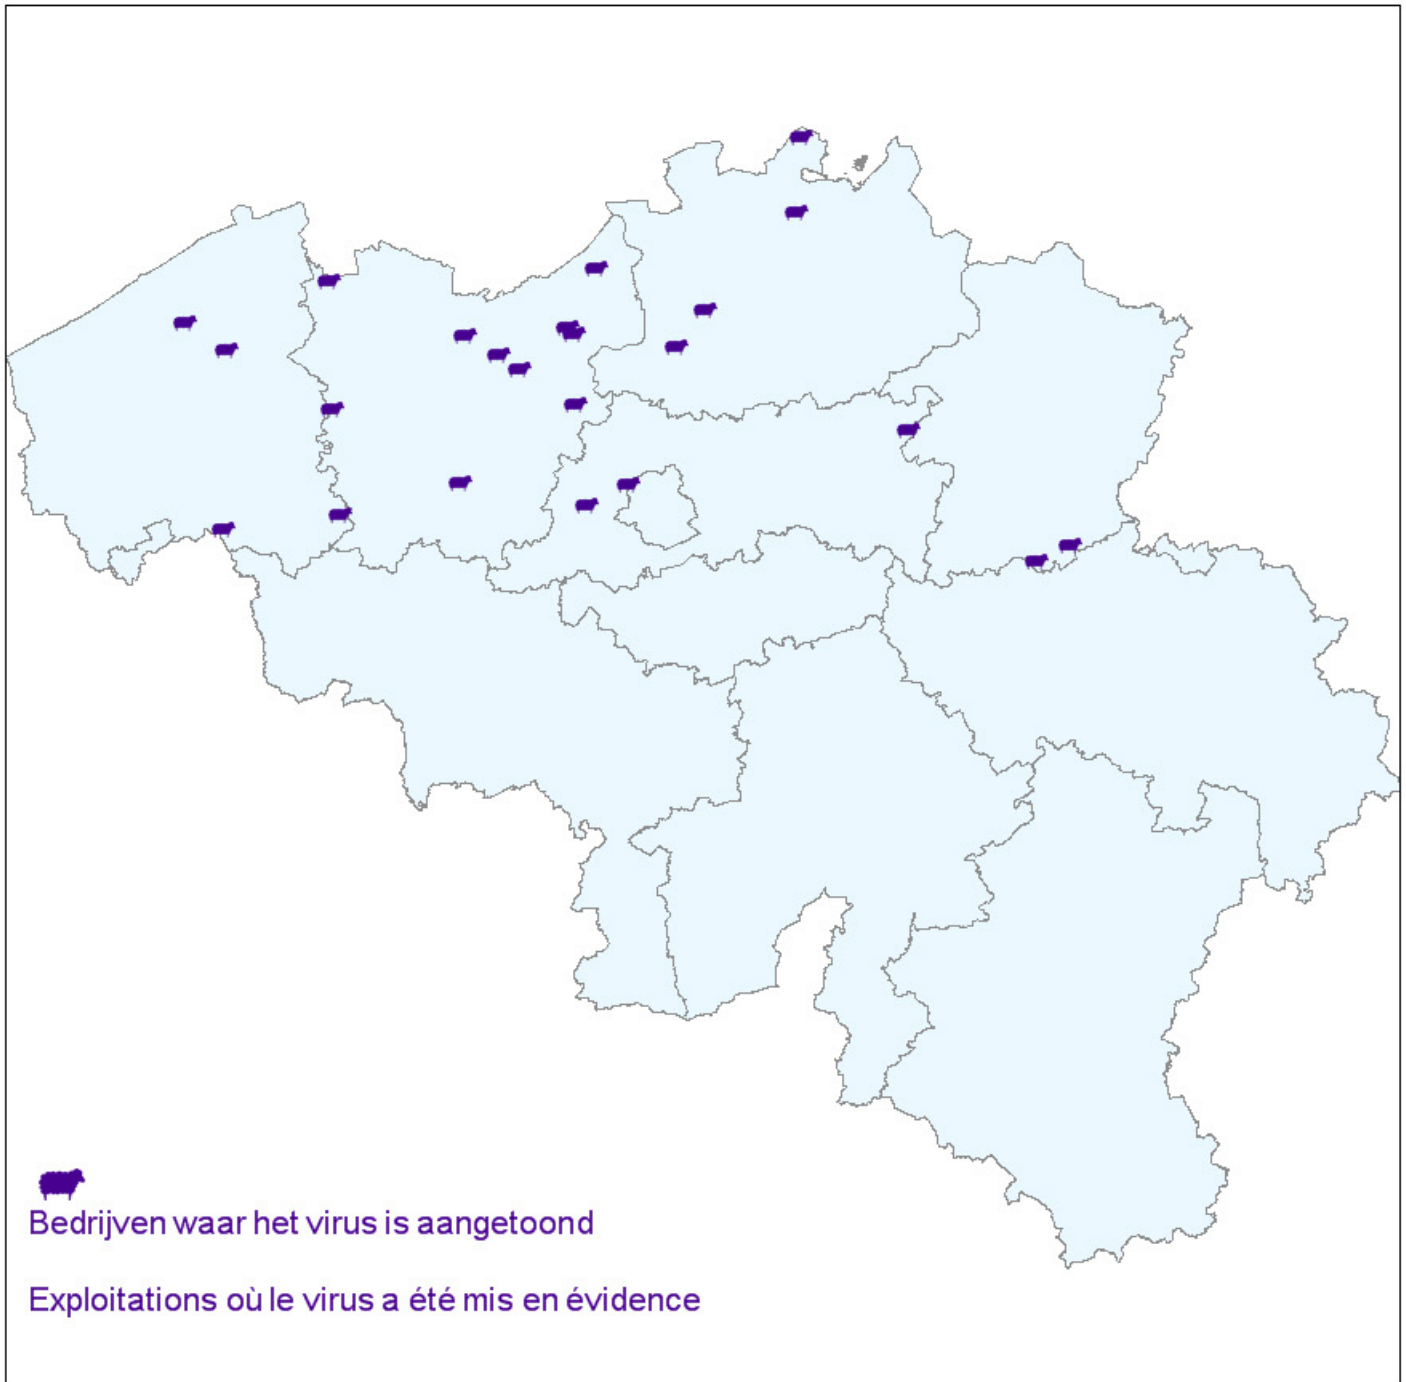 Bedrijven waar het virus is aangetoond
Exploitations où le virus a été mis en évidence